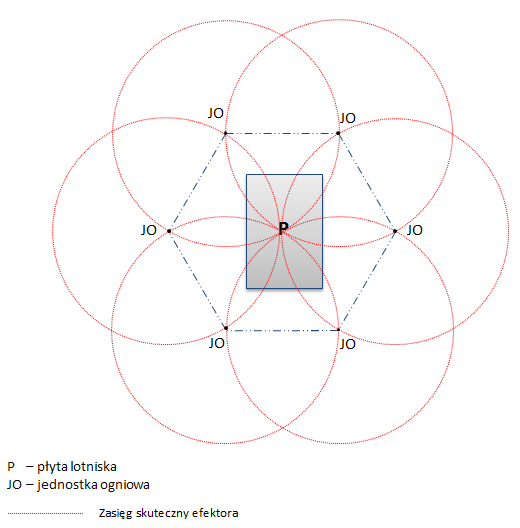 JO
JO
JO
P
JO
JO
JO
P – płyta lotniska
JO – jednostka ogniowa
Zasięg skuteczny efektora